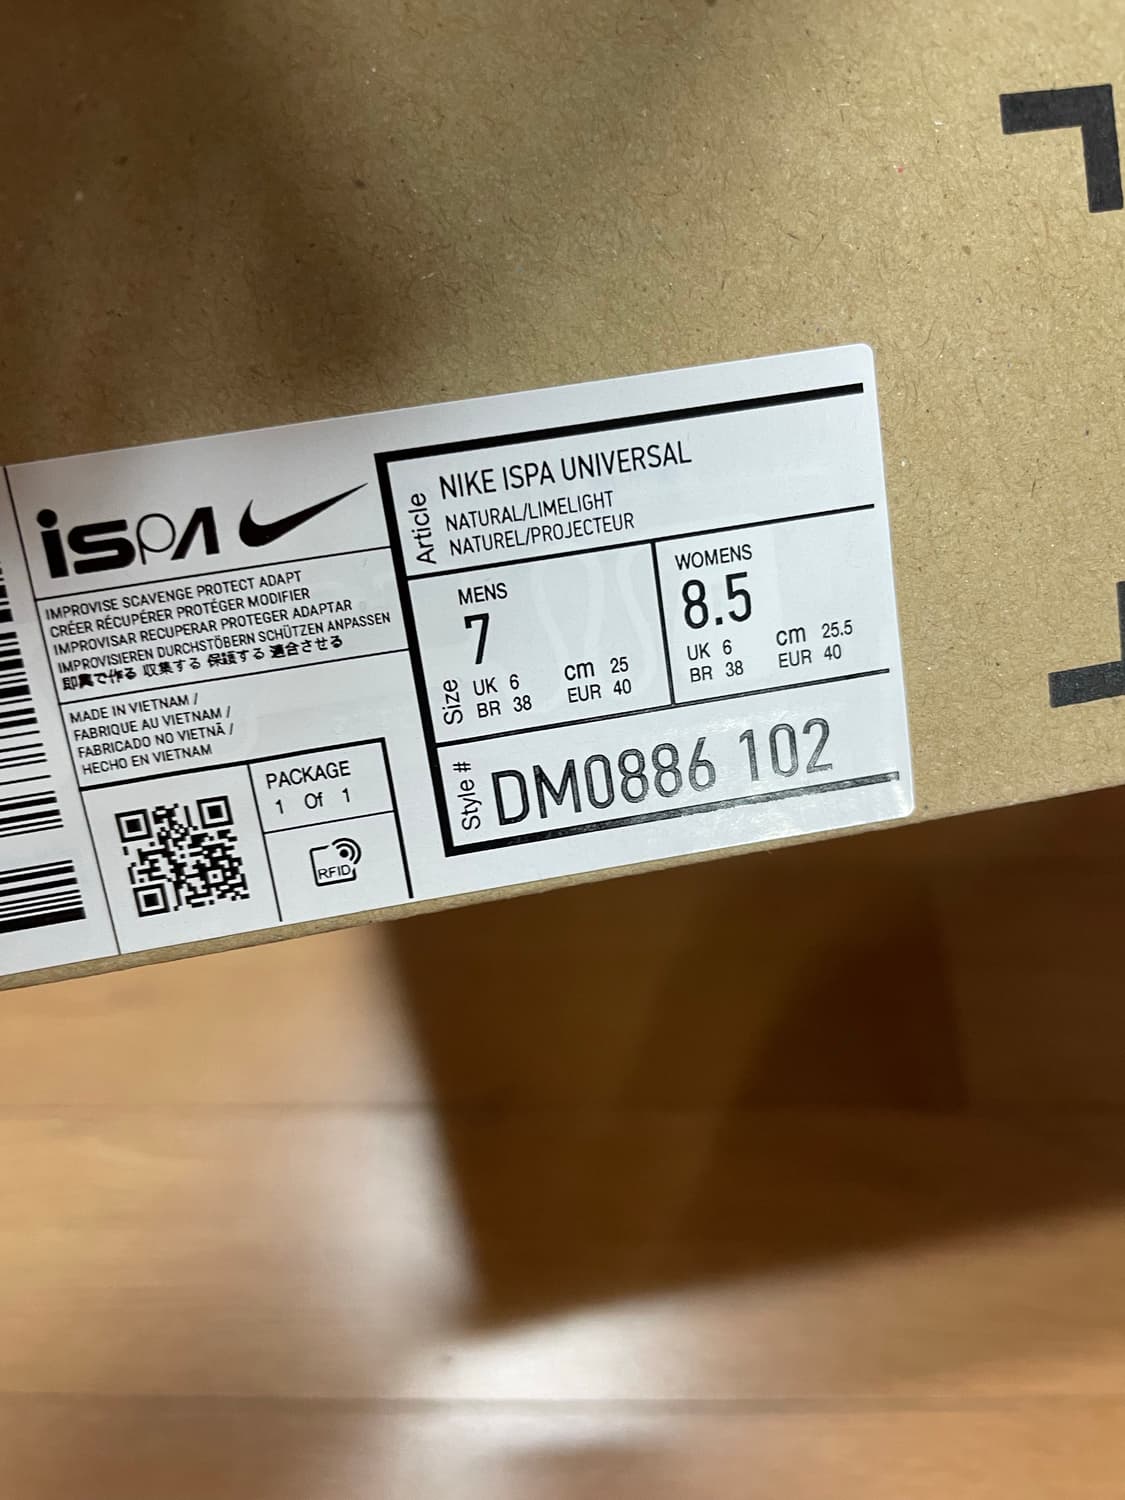 ISPA
IMPROVISE SCAVENGE PROTECT ADAPT
CRÉER RÉCUPÉRER PROTÉGER MODIFIER
IMPROVISAR RECUPERAR PROTEGER ADAPTAR
IMPROVISIEREN DURCHSTÖBERN SCHÜTZEN ANPASSEN
即興で作る 収集する 保護する 適合させる
MADE IN VIETNAM /
FABRIQUE AU VIETNAM /
FABRICADO NO VIETNÃ /
HECHO EN VIETNAM
PACKAGE
1 Of 1
RFID
Article
NIKE ISPA UNIVERSAL
NATURAL/LIMELIGHT
NATUREL/PROJECTEUR
Size
MENS
7
UK 6 cm 25
BR 38 EUR 40
WOMENS
8.5
UK 6 cm 25.5
BR 38 EUR 40
Style #
DM0886 102